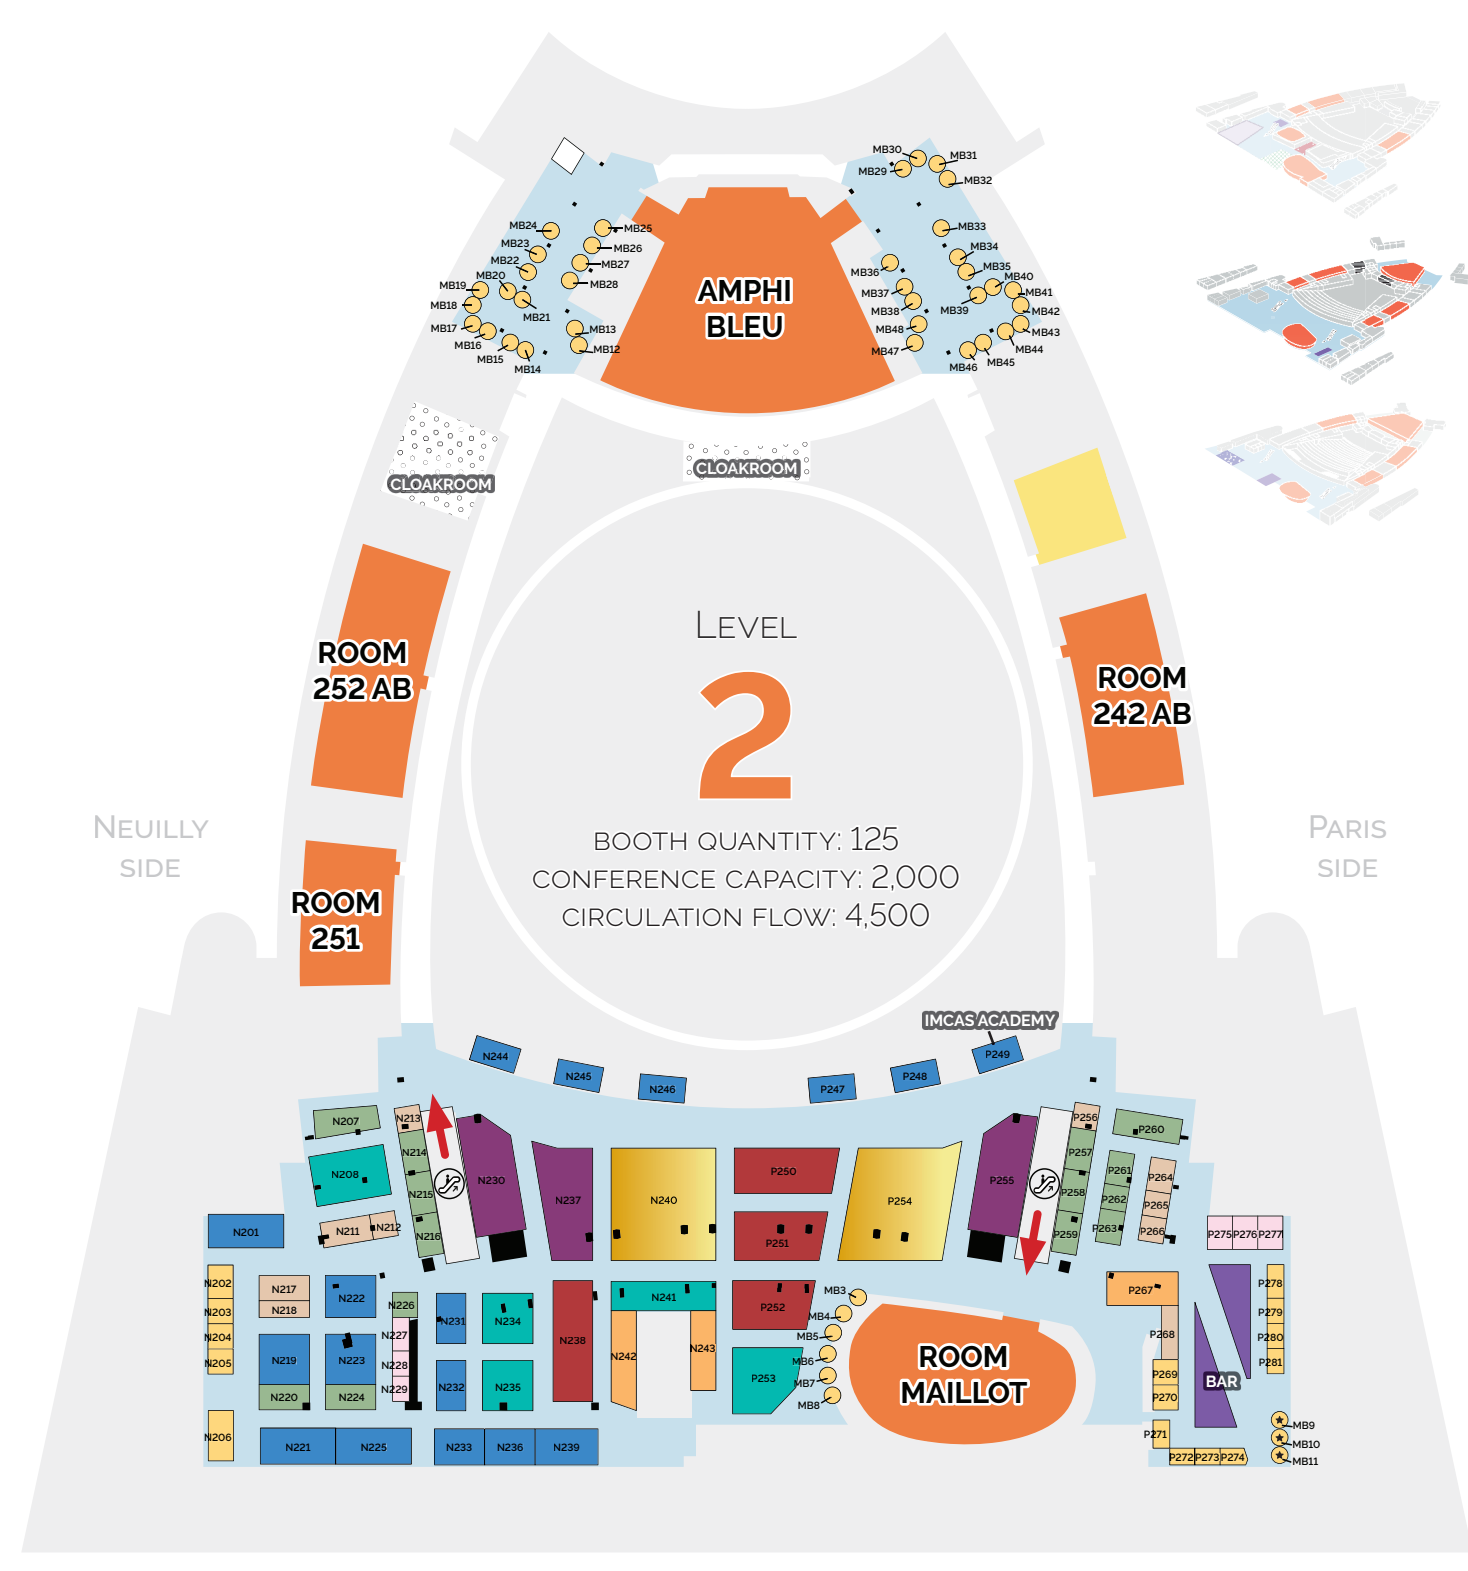 MB30
MB29
MB31
MB32
MB24
MB25
MB33
MB23
MB26
MB34
MB22
MB27
MB35
MB36
MB20
MB28
MB40
MB19
MB37
MB41
MB18
MB21
MB38
MB39
MB42
MB17
MB13
MB48
MB43
MB16
MB12
MB47
MB44
MB15
MB14
MB46
MB45
AMPHI
BLEU
CLOAKROOM
CLOAKROOM
ROOM
252 AB
ROOM
242 AB
LEVEL
2
BOOTH QUANTITY: 125
CONFERENCE CAPACITY: 2,000
CIRCULATION FLOW: 4,500
NEUILLY
SIDE
PARIS
SIDE
ROOM
251
IMCAS ACADEMY
N244
N245
N246
P247
P248
P249
N207
N213
N208
N214
N215
N211
N212
N216
N230
N237
N240
P250
P251
P254
P255
P256
P257
P258
P259
P260
P261
P262
P263
P264
P265
P266
N201
P275
P276
P277
N202
N203
N204
N205
N206
N217
N218
N222
N226
N219
N223
N227
N228
N229
N220
N224
N231
N234
N232
N235
N238
N241
N242
N243
P252
P253
MB3
MB4
MB5
MB6
MB7
MB8
ROOM
MAILLOT
P267
P268
P269
P270
P271
P272
P273
P274
BAR
P278
P279
P280
P281
MB9
MB10
MB11
N221
N225
N233
N236
N239